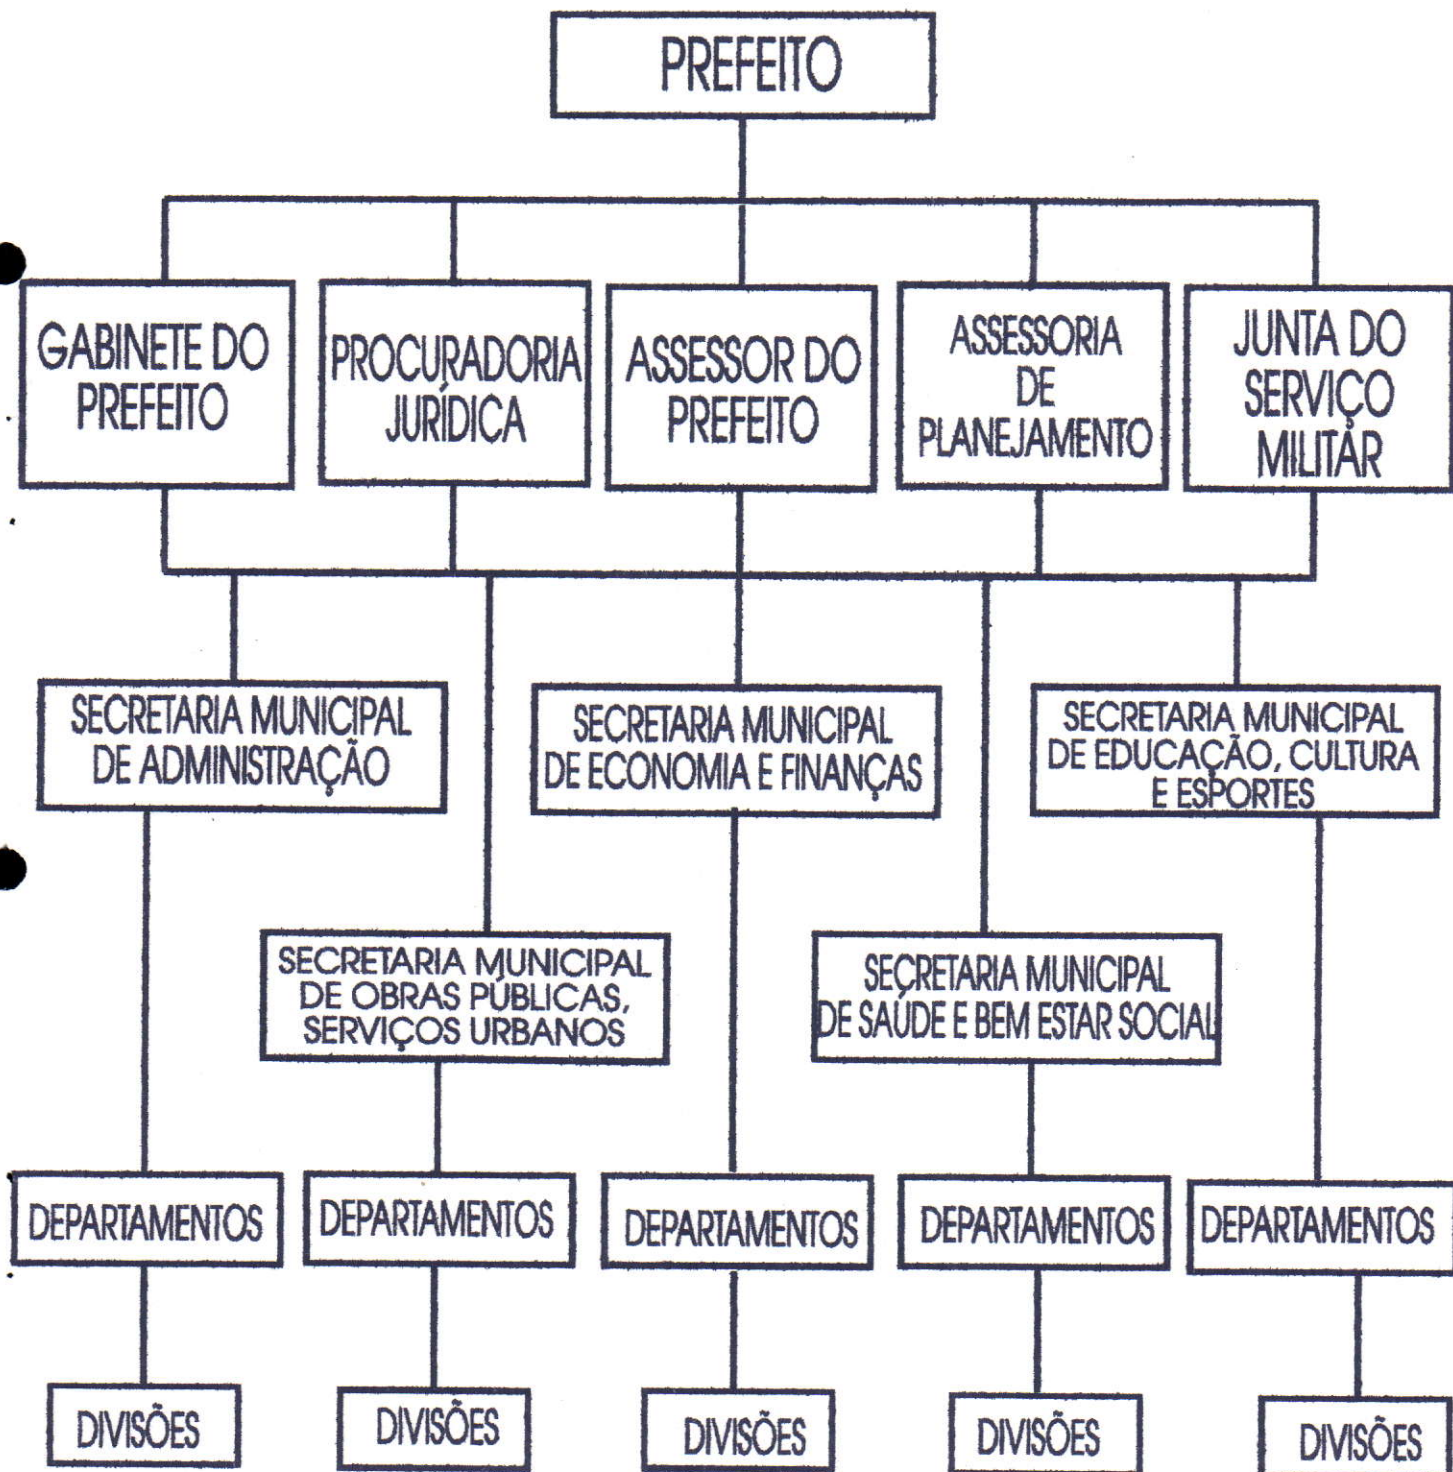 PREFEITO
GABINETE DO
PREFEITO
PROCURADORIA
JURÍDICA
ASSESSOR DO
PREFEITO
ASSESSORIA
DE
PLANEJAMENTO
JUNTA DO
SERVIÇO
MILITAR
SECRETARIA MUNICIPAL
DE ADMINISTRAÇÃO
SECRETARIA MUNICIPAL
DE ECONOMIA E FINANÇAS
SECRETARIA MUNICIPAL
DE EDUCAÇÃO, CULTURA
E ESPORTES
SECRETARIA MUNICIPAL
DE OBRAS PÚBLICAS,
SERVIÇOS URBANOS
SECRETARIA MUNICIPAL
DE SAÚDE E BEM ESTAR SOCIAL
DEPARTAMENTOS
DEPARTAMENTOS
DEPARTAMENTOS
DEPARTAMENTOS
DEPARTAMENTOS
DIVISÕES
DIVISÕES
DIVISÕES
DIVISÕES
DIVISÕES